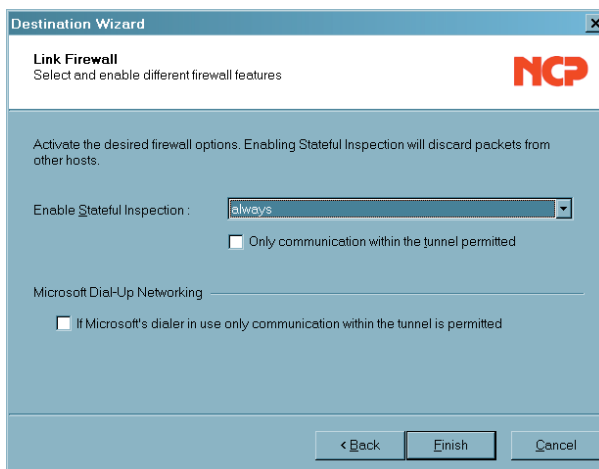 Destination Wizard
Link Firewall
Select and enable different firewall features
NCP
Activate the desired firewall options. Enabling Stateful Inspection will discard packets from
other hosts.
Enable Stateful Inspection : always
Only communication within the tunnel permitted
Microsoft Dial-Up Networking
If Microsoft's dialer in use only communication within the tunnel is permitted
< Back Finish Cancel